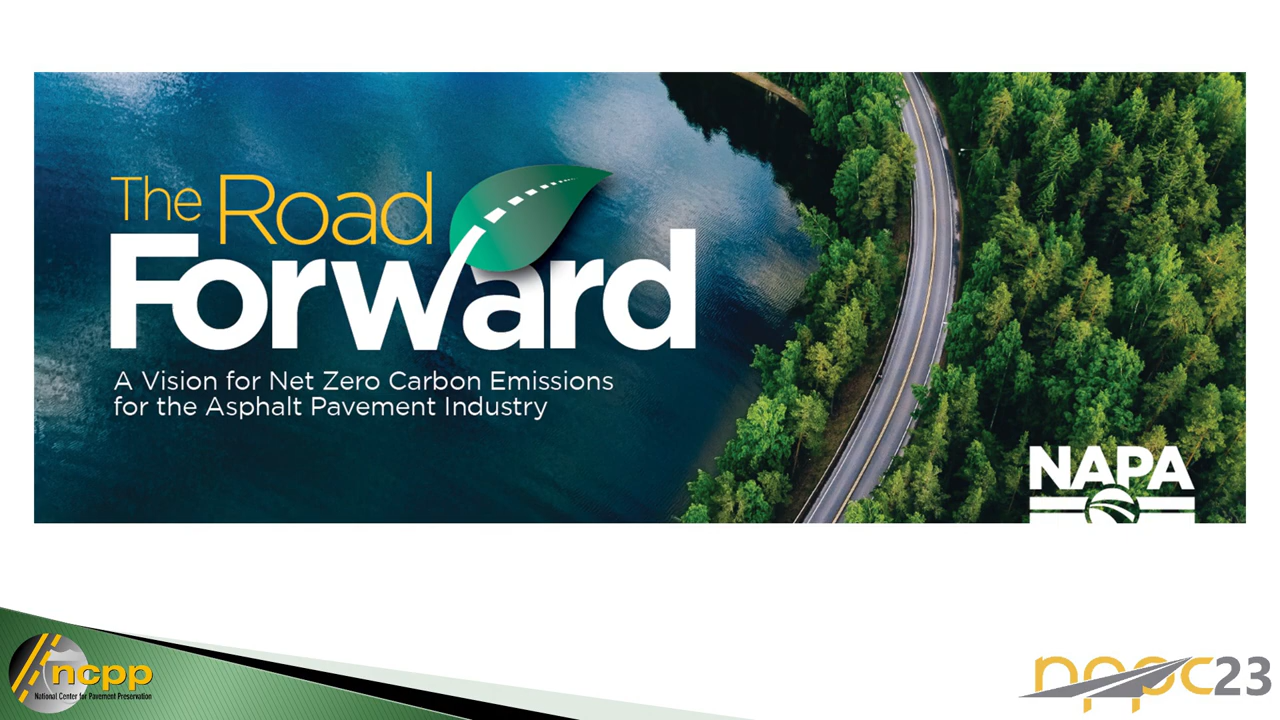 The Road
Forward
A Vision for Net Zero Carbon Emissions
for the Asphalt Pavement Industry
NAPA
ncpp
National Center for Pavement Preservation
nppc23